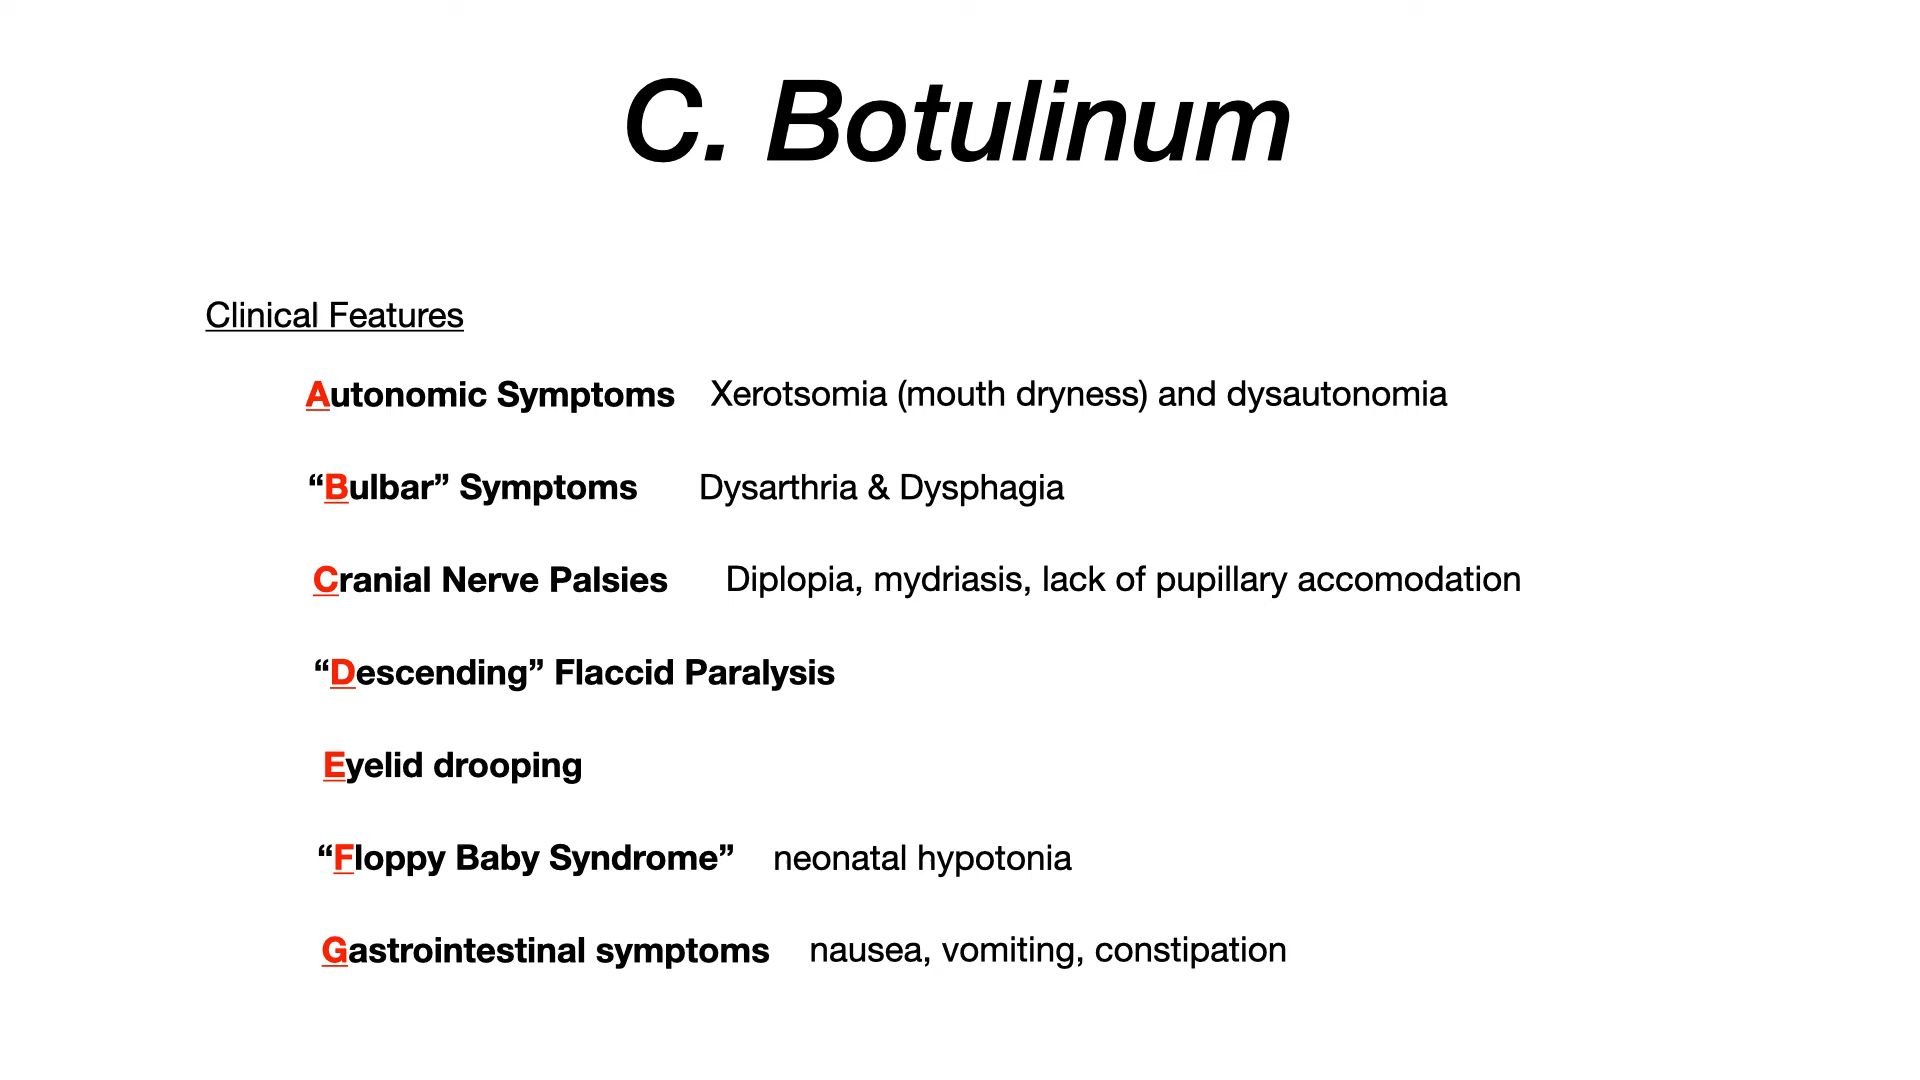 C. Botulinum
Clinical Features
Autonomic Symptoms Xerotsomia (mouth dryness) and dysautonomia
“Bulbar” Symptoms Dysarthria & Dysphagia
Cranial Nerve Palsies Diplopia, mydriasis, lack of pupillary accomodation
“Descending” Flaccid Paralysis
Eyelid drooping
“Floppy Baby Syndrome” neonatal hypotonia
Gastrointestinal symptoms nausea, vomiting, constipation